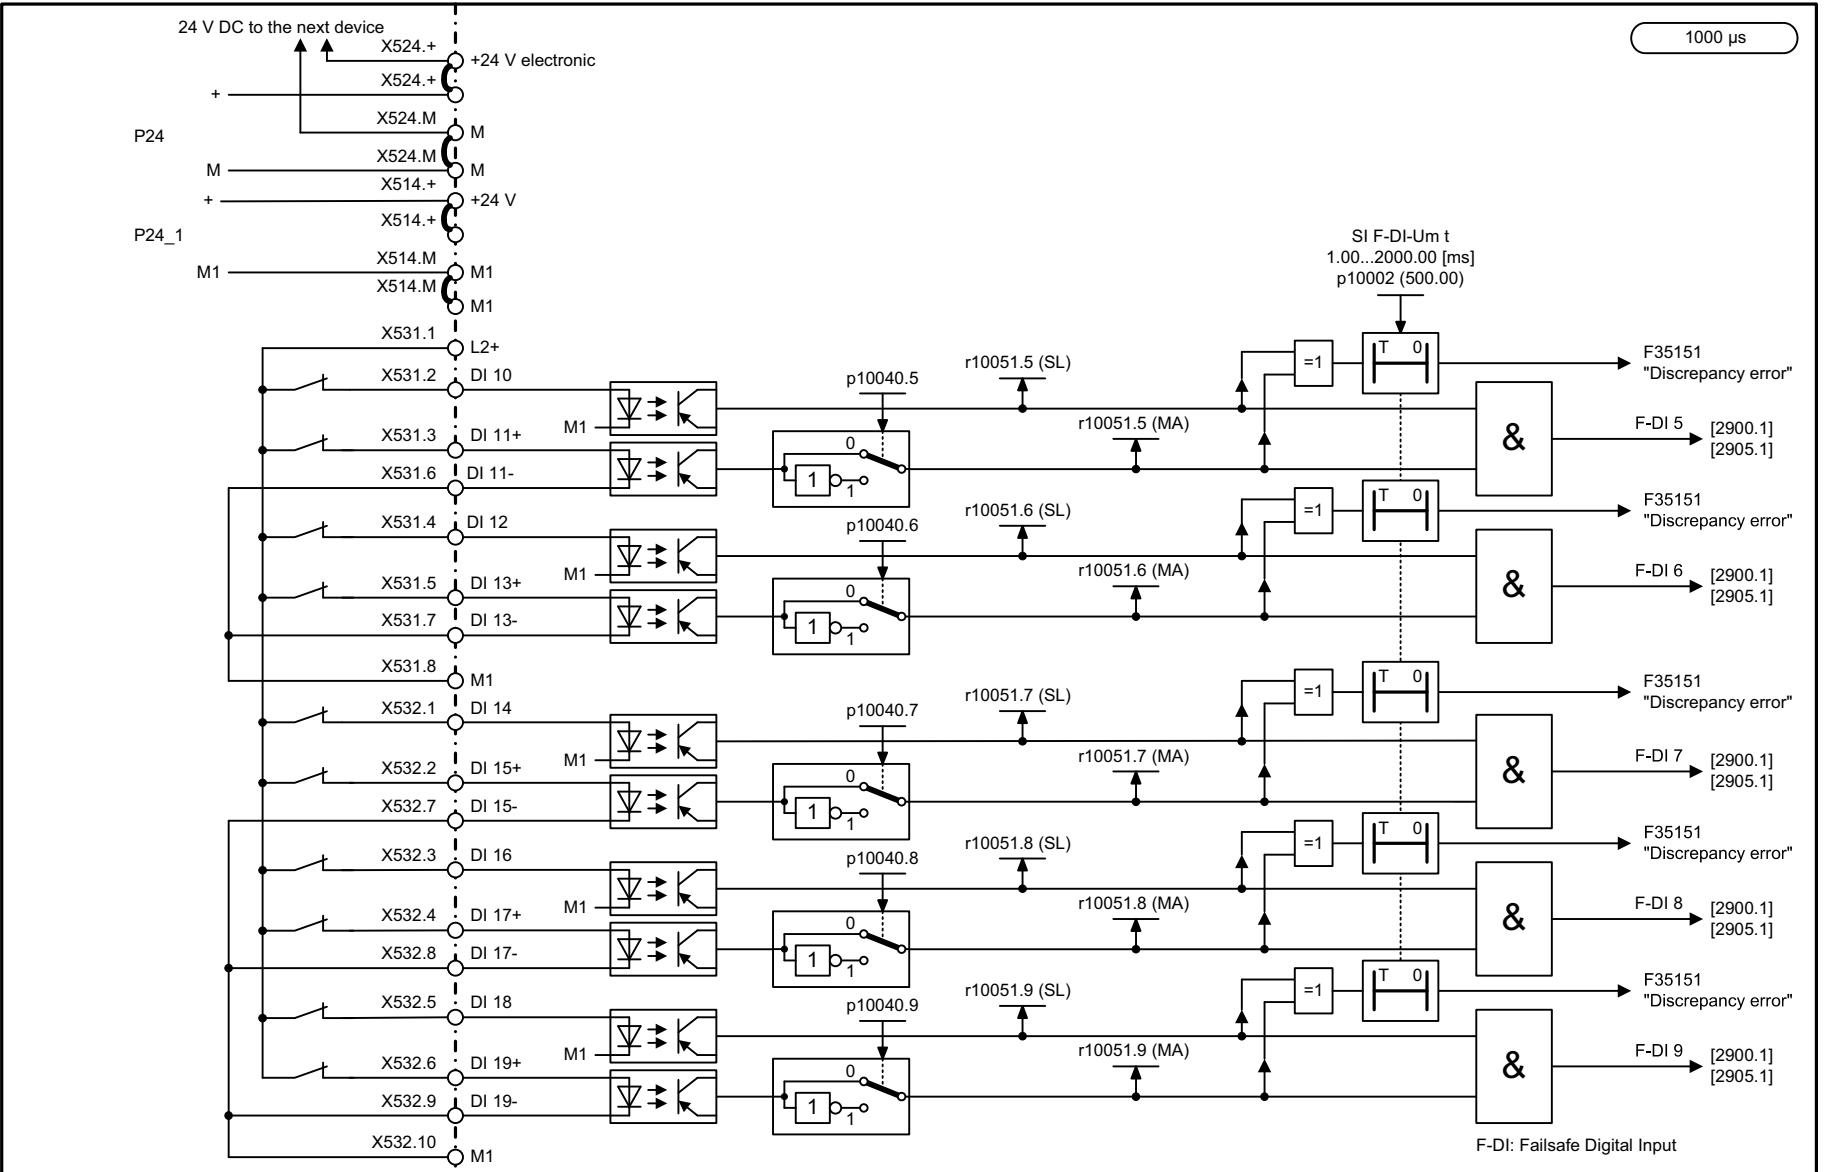 24 V DC to the next device
1000 µs
X524.+
+24 V electronic
X524.+
+
X524.M
M
P24
X524.M
M
M
X514.+
+
+24 V
X514.+
P24_1
X514.M
M1
M1
X514.M
M1
SI F-DI-Um t
1.00...2000.00 [ms]
p10002 (500.00)
X531.1
L2+
X531.2
DI 10
M1
X531.3
DI 11+
X531.6
DI 11-
p10040.5
0
1
1
r10051.5 (SL)
r10051.5 (MA)
=1
T 0
F35151
"Discrepancy error"
&
F-DI 5
[2900.1]
[2905.1]
X531.4
DI 12
M1
X531.5
DI 13+
X531.7
DI 13-
X531.8
M1
p10040.6
0
1
1
r10051.6 (SL)
r10051.6 (MA)
=1
T 0
F35151
"Discrepancy error"
&
F-DI 6
[2900.1]
[2905.1]
X532.1
DI 14
M1
X532.2
DI 15+
X532.7
DI 15-
p10040.7
0
1
1
r10051.7 (SL)
r10051.7 (MA)
=1
T 0
F35151
"Discrepancy error"
&
F-DI 7
[2900.1]
[2905.1]
X532.3
DI 16
M1
X532.4
DI 17+
X532.8
DI 17-
p10040.8
0
1
1
r10051.8 (SL)
r10051.8 (MA)
=1
T 0
F35151
"Discrepancy error"
&
F-DI 8
[2900.1]
[2905.1]
X532.5
DI 18
M1
X532.6
DI 19+
X532.9
DI 19-
X532.10
M1
p10040.9
0
1
1
r10051.9 (SL)
r10051.9 (MA)
=1
T 0
F35151
"Discrepancy error"
&
F-DI 9
[2900.1]
[2905.1]
F-DI: Failsafe Digital Input